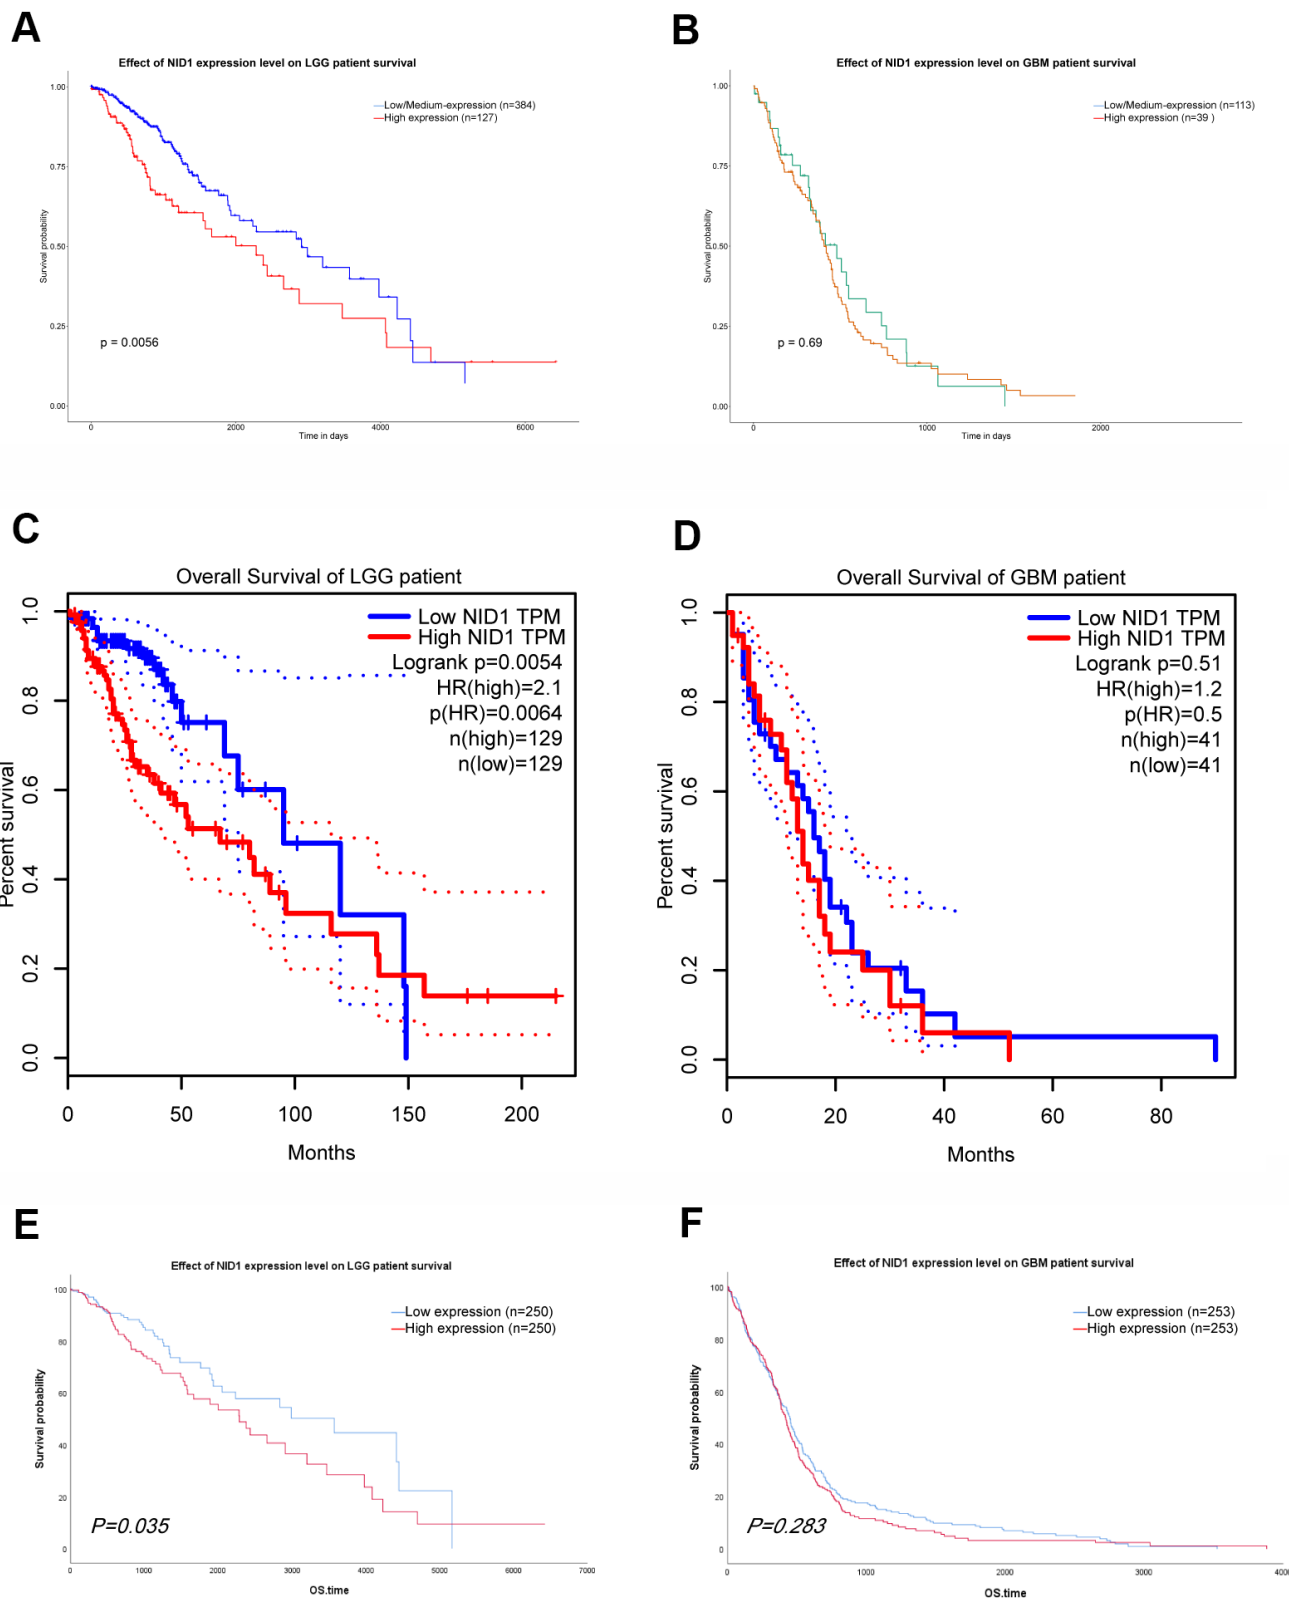 A
Effect of NID1 expression level on LGG patient survival
Low/Medium-expression (n=384)
High expression (n=127)
Survival probability
1.00
0.75
0.50
0.25
0.00
p = 0.0056
0 2000 4000 6000
Time in days
B
Effect of NID1 expression level on GBM patient survival
Low/Medium-expression (n=113)
High expression (n=39 )
Survival probability
1.00
0.75
0.50
0.25
0.00
p = 0.69
0 1000 2000
Time in days
C
Overall Survival of LGG patient
Low NID1 TPM
High NID1 TPM
Logrank p=0.0054
HR(high)=2.1
p(HR)=0.0064
n(high)=129
n(low)=129
Percent survival
1.0
0.8
0.6
0.4
0.2
0.0
0 50 100 150 200
Months
D
Overall Survival of GBM patient
Low NID1 TPM
High NID1 TPM
Logrank p=0.51
HR(high)=1.2
p(HR)=0.5
n(high)=41
n(low)=41
Percent survival
1.0
0.8
0.6
0.4
0.2
0.0
0 20 40 60 80
Months
E
Effect of NID1 expression level on LGG patient survival
Low expression (n=250)
High expression (n=250)
Survival probability
100
80
60
40
20
0
P=0.035
0 1000 2000 3000 4000 5000 6000 7000
OS.time
F
Effect of NID1 expression level on GBM patient survival
Low expression (n=253)
High expression (n=253)
Survival probability
100
80
60
40
20
0
P=0.283
0 1000 2000 3000 400
OS.time